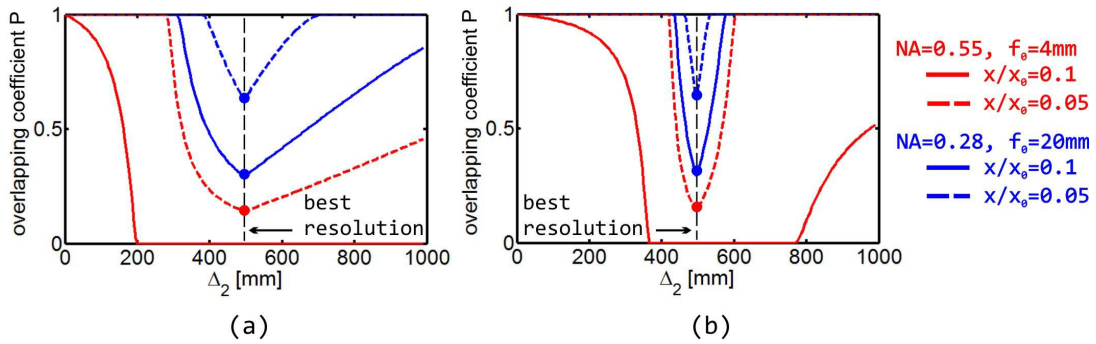 overlapping coefficient P
1
0.5
0
0 200 400 600 800 1000
Δ₂ [mm]
best
resolution
(a)
overlapping coefficient P
1
0.5
0
0 200 400 600 800 1000
Δ₂ [mm]
best
resolution
(b)
NA=0.55, f₀=4mm
x/x₀=0.1
x/x₀=0.05
NA=0.28, f₀=20mm
x/x₀=0.1
x/x₀=0.05